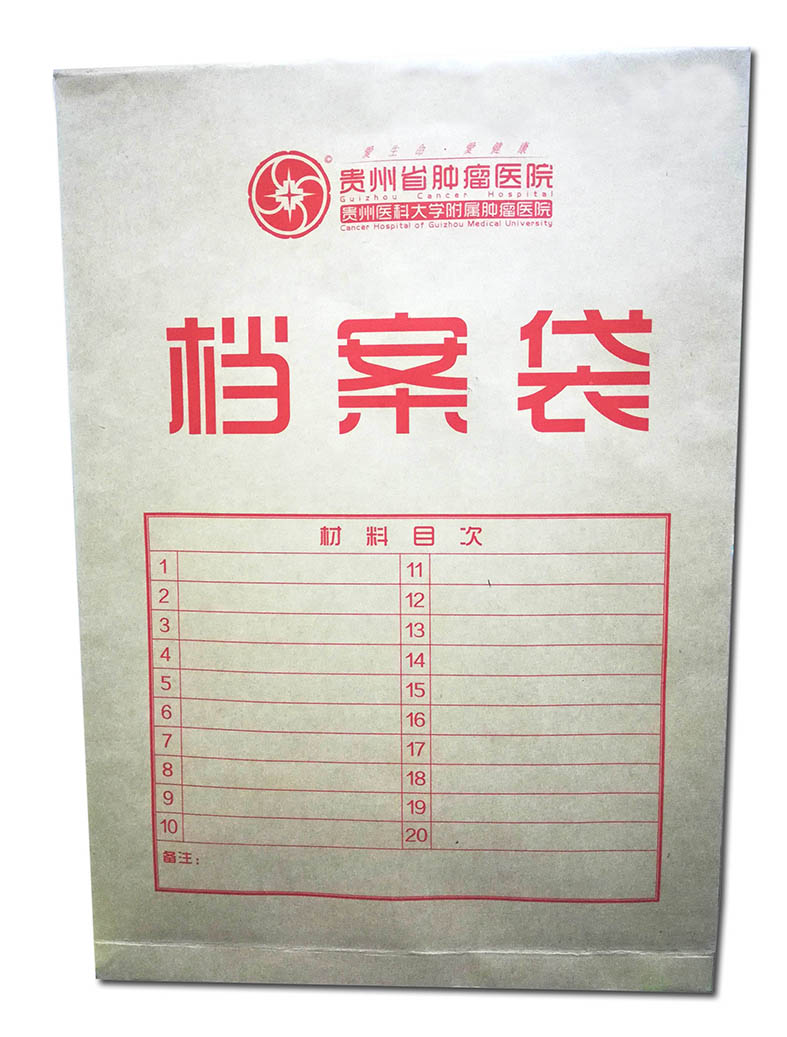 愛生命·愛健康
©
贵州省肿瘤医院
Guizhou Cancer Hospital
贵州医科大学附属肿瘤医院
Cancer Hospital of Guizhou Medical University
档案袋
材料目次
1 11
2 12
3 13
4 14
5 15
6 16
7 17
8 18
9 19
10 20
备注: